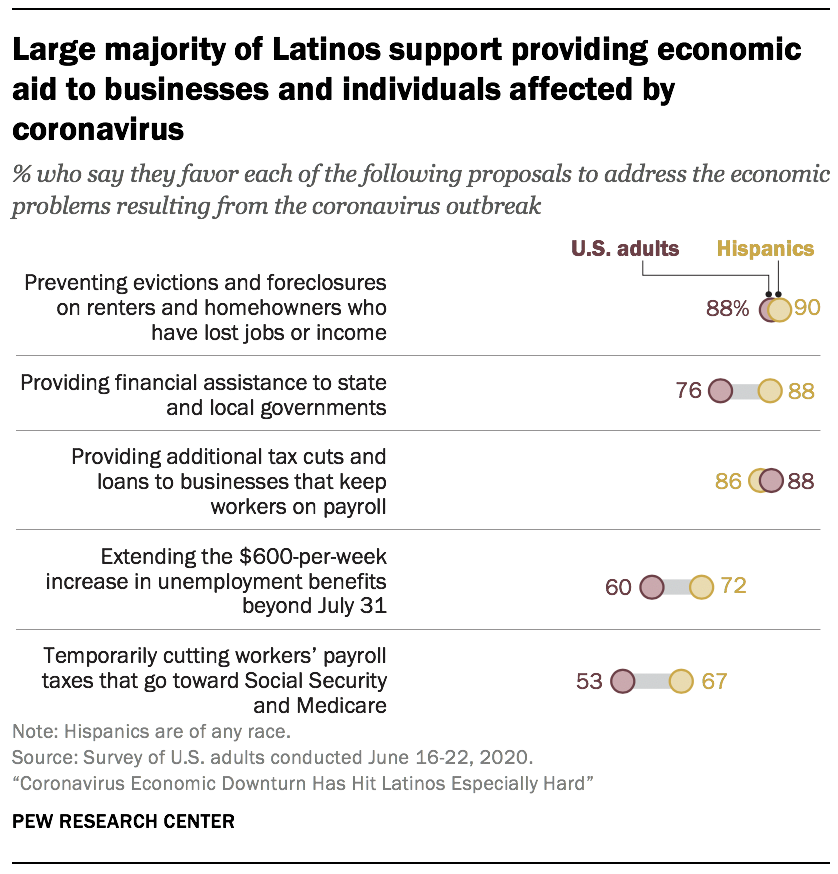 Large majority of Latinos support providing economic
aid to businesses and individuals affected by
coronavirus
% who say they favor each of the following proposals to address the economic
problems resulting from the coronavirus outbreak
U.S. adults Hispanics
Preventing evictions and foreclosures
on renters and homehowners who
have lost jobs or income
88% 90
Providing financial assistance to state
and local governments
76 88
Providing additional tax cuts and
loans to businesses that keep
workers on payroll
86 88
Extending the $600-per-week
increase in unemployment benefits
beyond July 31
60 72
Temporarily cutting workers’ payroll
taxes that go toward Social Security
and Medicare
53 67
Note: Hispanics are of any race.
Source: Survey of U.S. adults conducted June 16-22, 2020.
“Coronavirus Economic Downturn Has Hit Latinos Especially Hard”
PEW RESEARCH CENTER